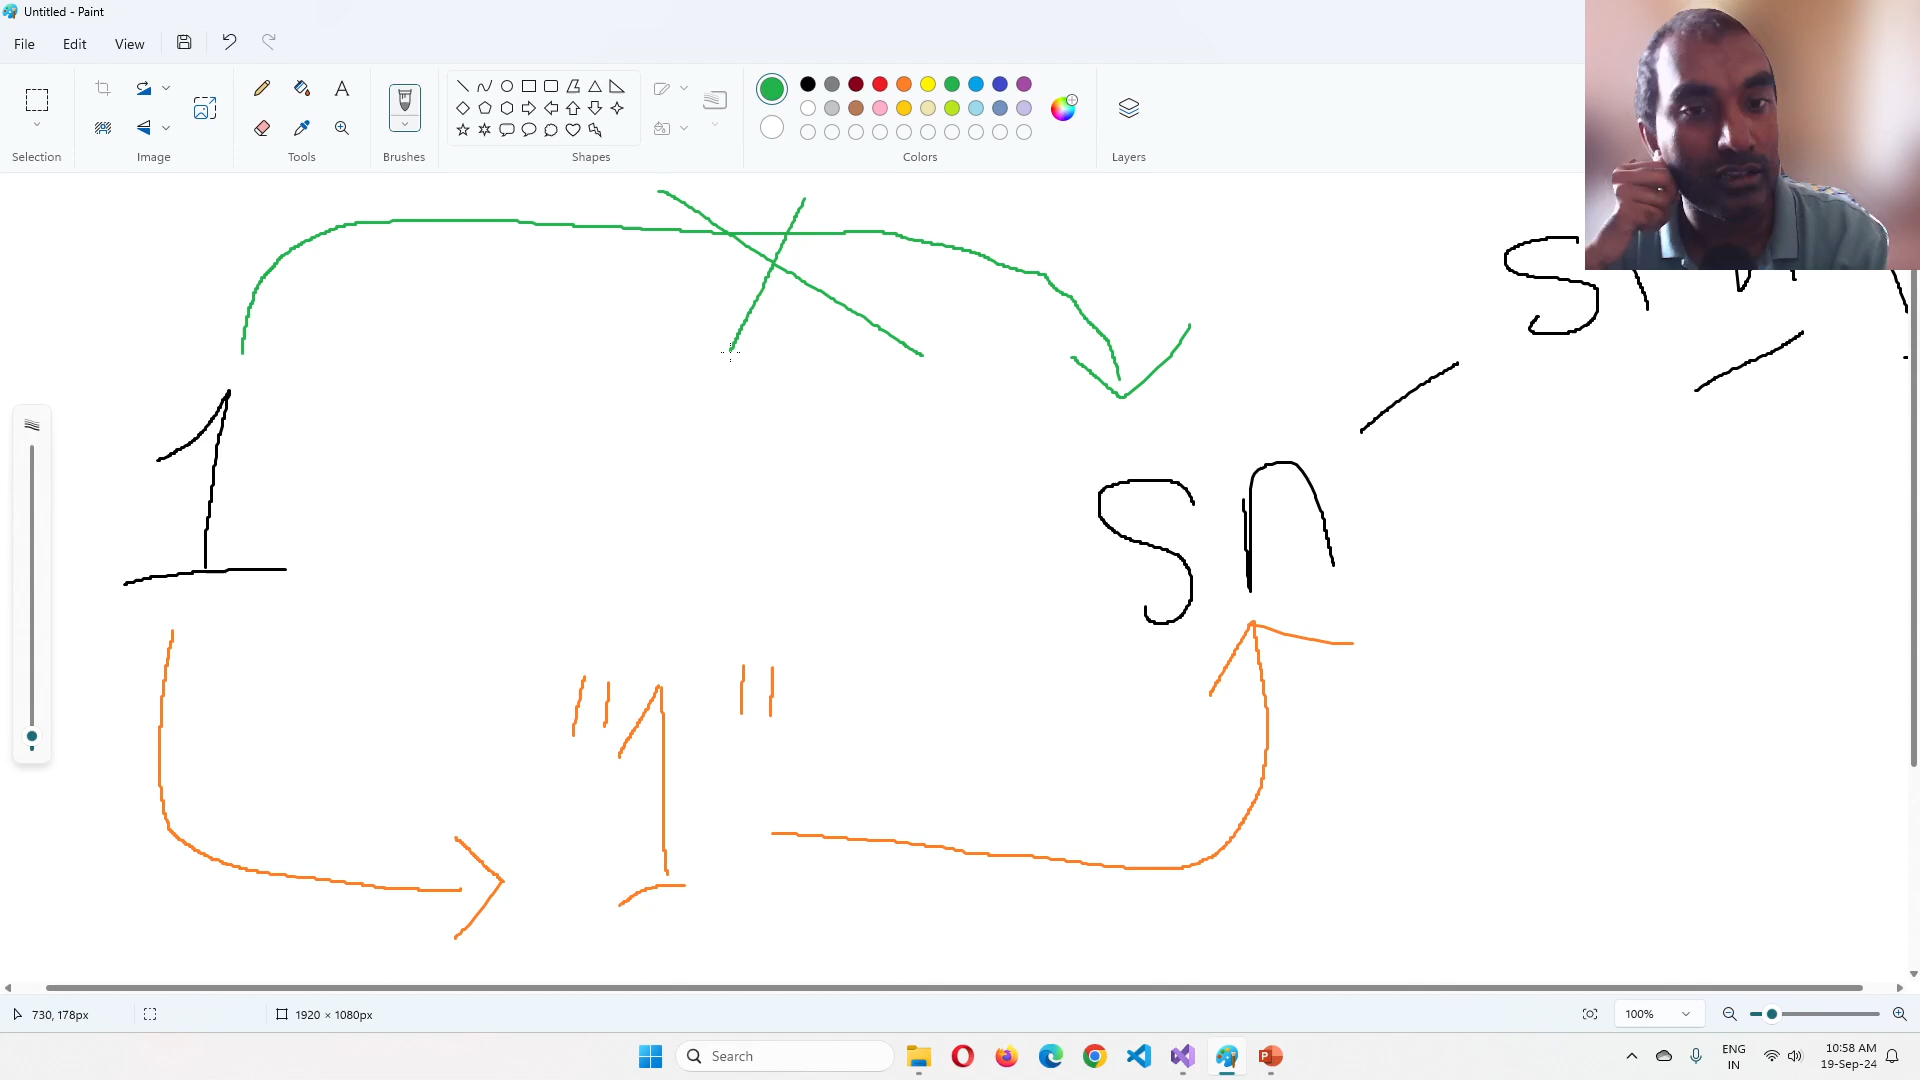 Untitled - Paint
File Edit View
Selection Image Tools Brushes Shapes Colors Layers
1
sn
"1"
730, 178px 1920 × 1080px 100%
Search
ENG
IN
10:58 AM
19-Sep-24